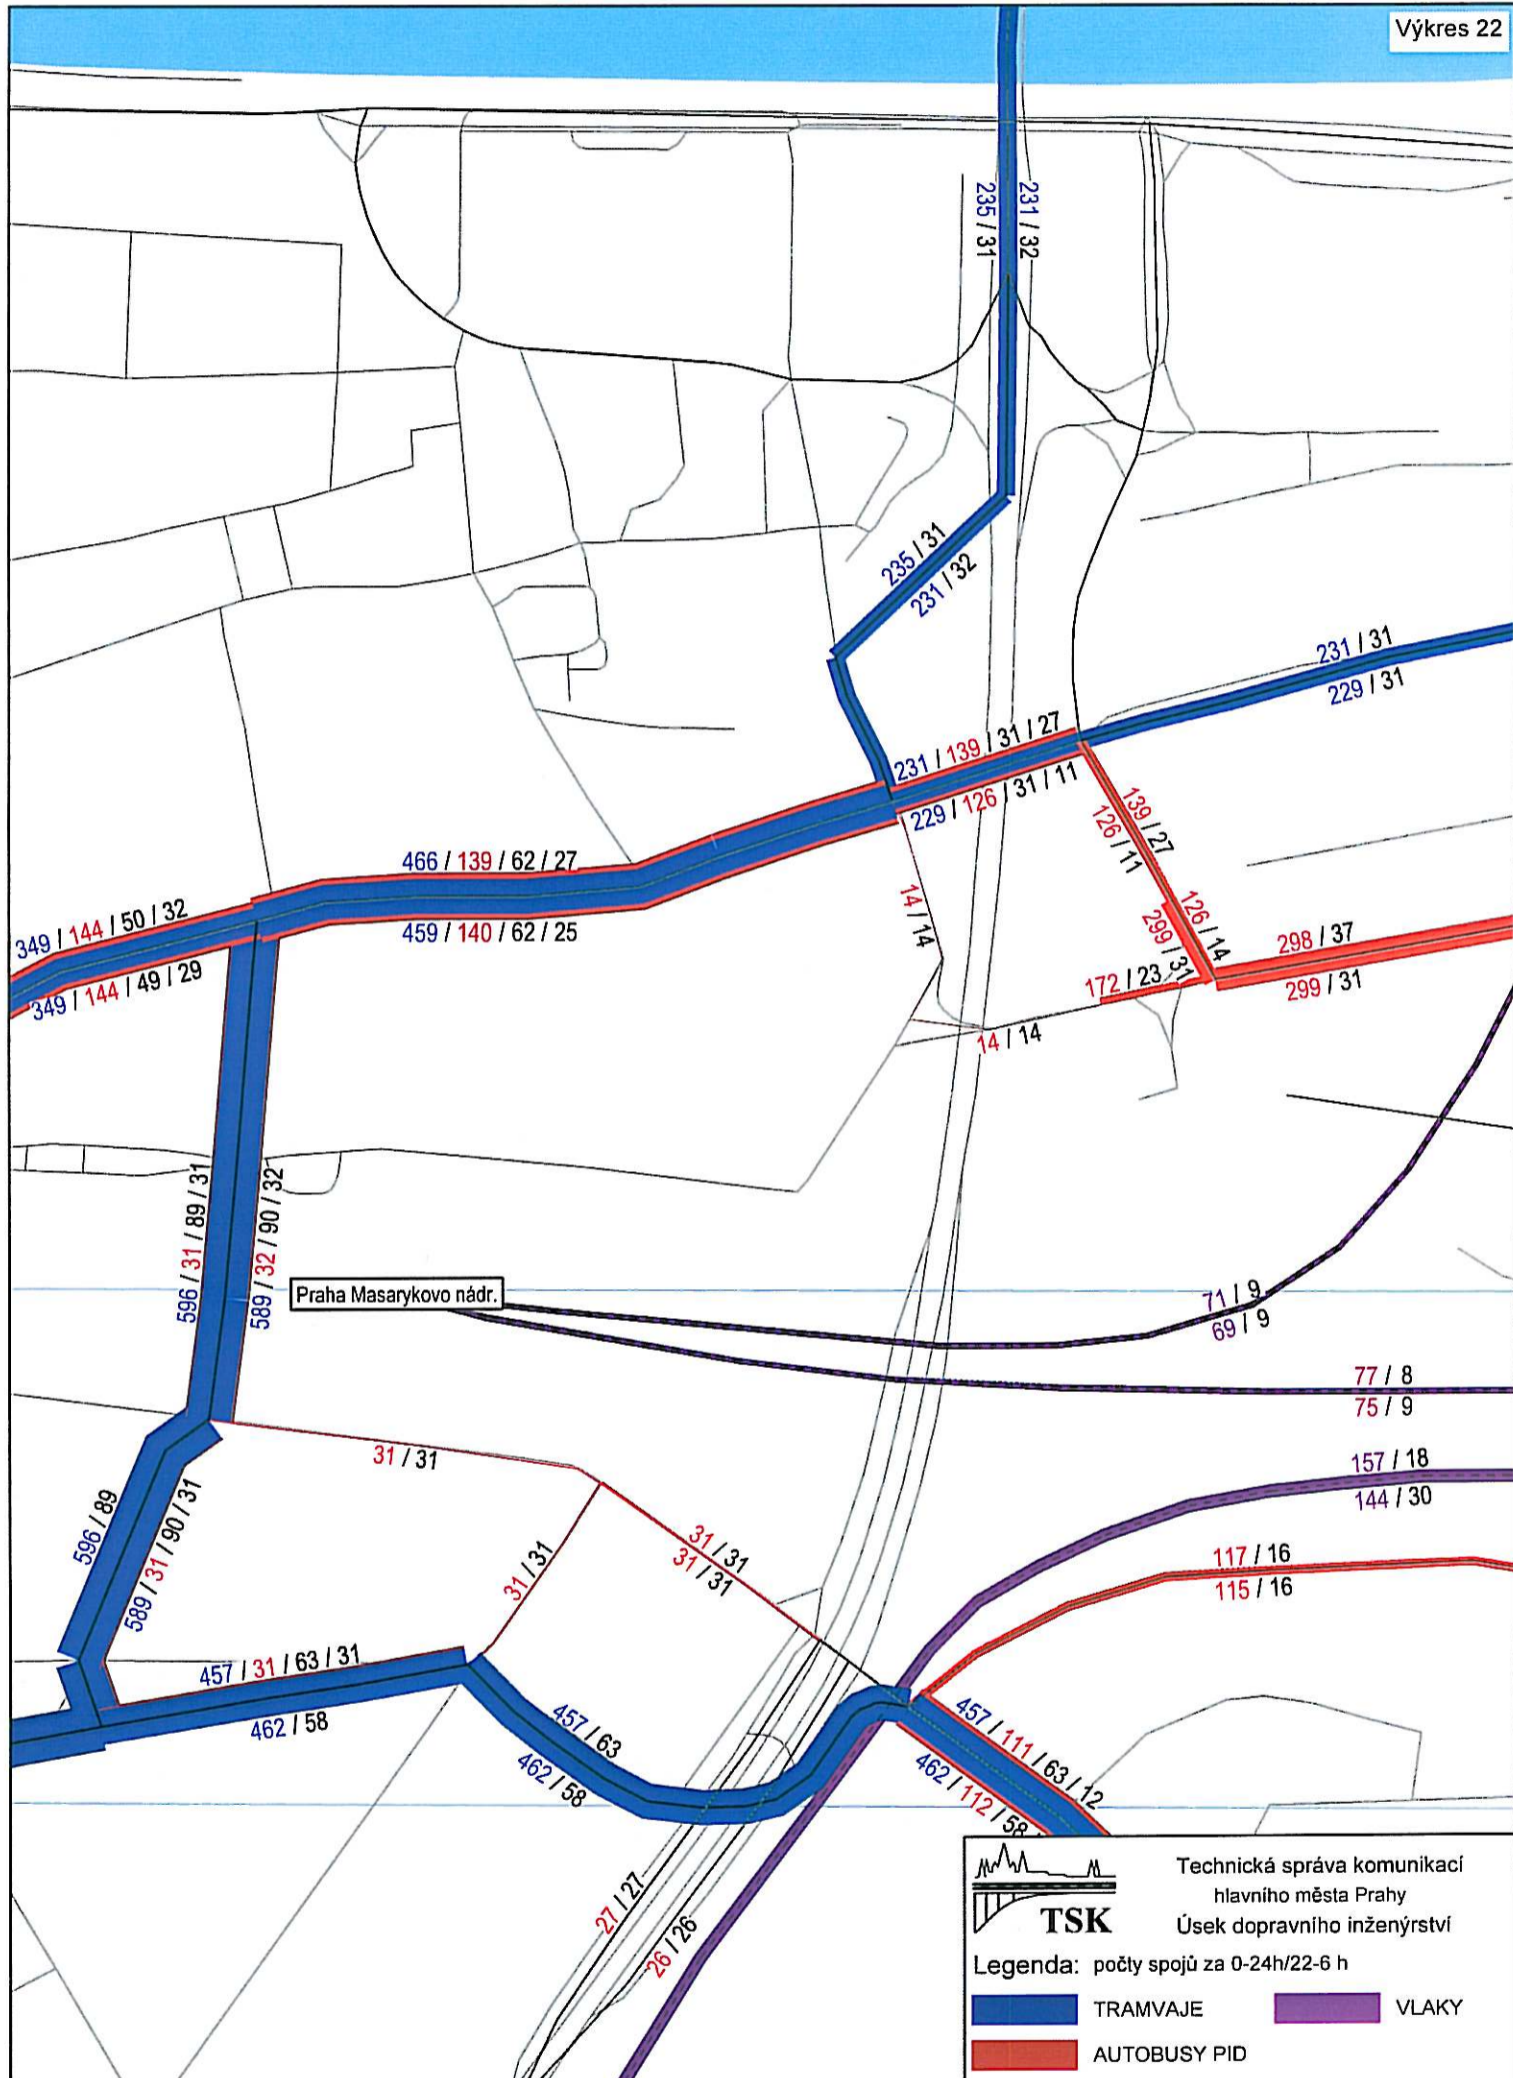 Výkres 22
235 / 31
231 / 32
235 / 31
231 / 32
231 / 31
229 / 31
231 / 139 / 31 / 27
229 / 126 / 31 / 11
139 / 27
126 / 11
466 / 139 / 62 / 27
459 / 140 / 62 / 25
349 / 144 / 50 / 32
349 / 144 / 49 / 29
14 / 14
126 / 14
299 / 31
298 / 37
299 / 31
172 / 23
14 / 14
596 / 31 / 89 / 31
589 / 32 / 90 / 32
Praha Masarykovo nádr.
71 / 9
69 / 9
77 / 8
75 / 9
31 / 31
157 / 18
144 / 30
596 / 89
589 / 31 / 90 / 31
31 / 31
31 / 31
31 / 31
117 / 16
115 / 16
457 / 31 / 63 / 31
462 / 58
457 / 63
462 / 58
457 / 111 / 63 / 12
462 / 112 / 58 /
27 / 27
26 / 26
TSK
Technická správa komunikací
hlavního města Prahy
Úsek dopravního inženýrství
Legenda: počty spojů za 0-24h/22-6 h
TRAMVAJE
VLAKY
AUTOBUSY PID